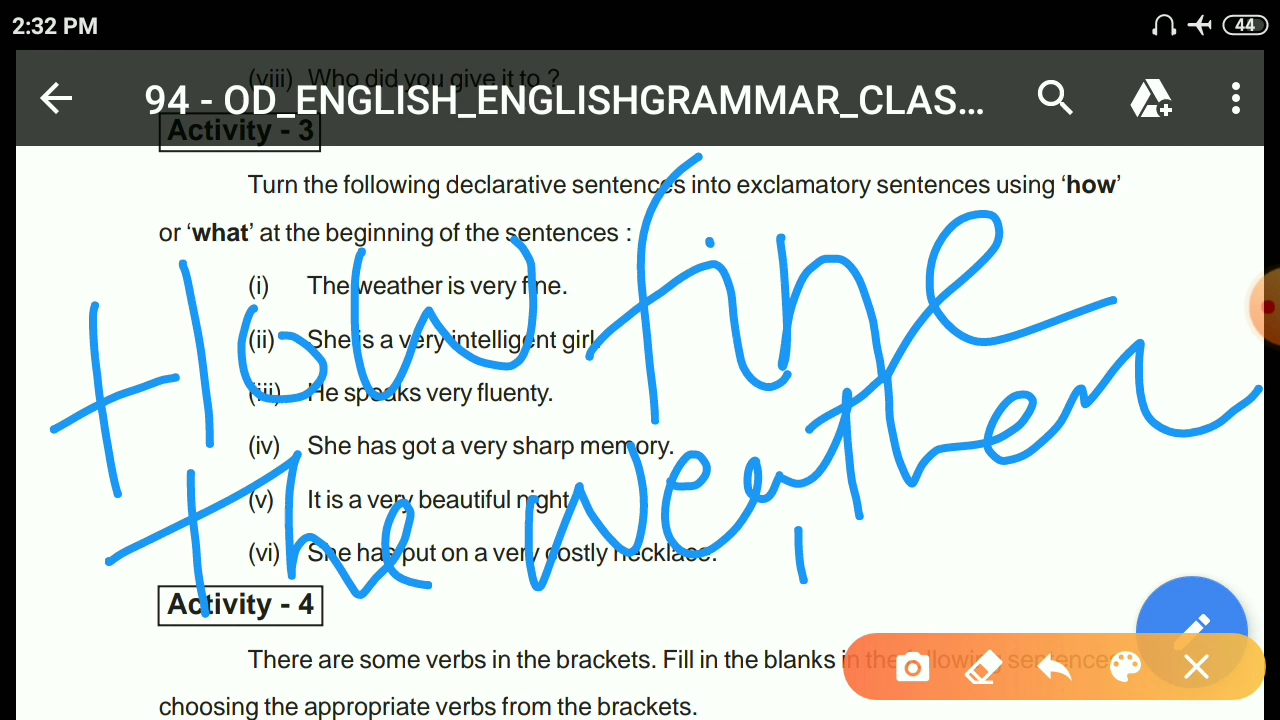 2:32 PM
44
(viii) Who did you give it to ?
94 - OD_ENGLISH_ENGLISHGRAMMAR_CLAS...
Activity - 3
Turn the following declarative sentences into exclamatory sentences using ‘how’
or ‘what’ at the beginning of the sentences :
(i) The weather is very fine.
(ii) She is a very intelligent girl.
(iii) He speaks very fluenty.
(iv) She has got a very sharp memory.
(v) It is a very beautiful night.
(vi) She has put on a very costly necklace.
How fine
the weather
Activity - 4
There are some verbs in the brackets. Fill in the blanks in the following sentences
choosing the appropriate verbs from the brackets.